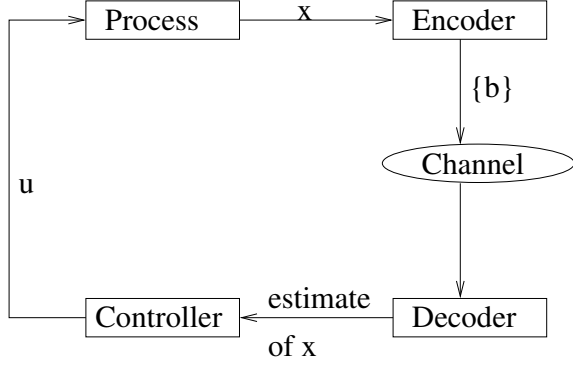 Process
x
Encoder
{b}
Channel
u
estimate
Controller
Decoder
of x